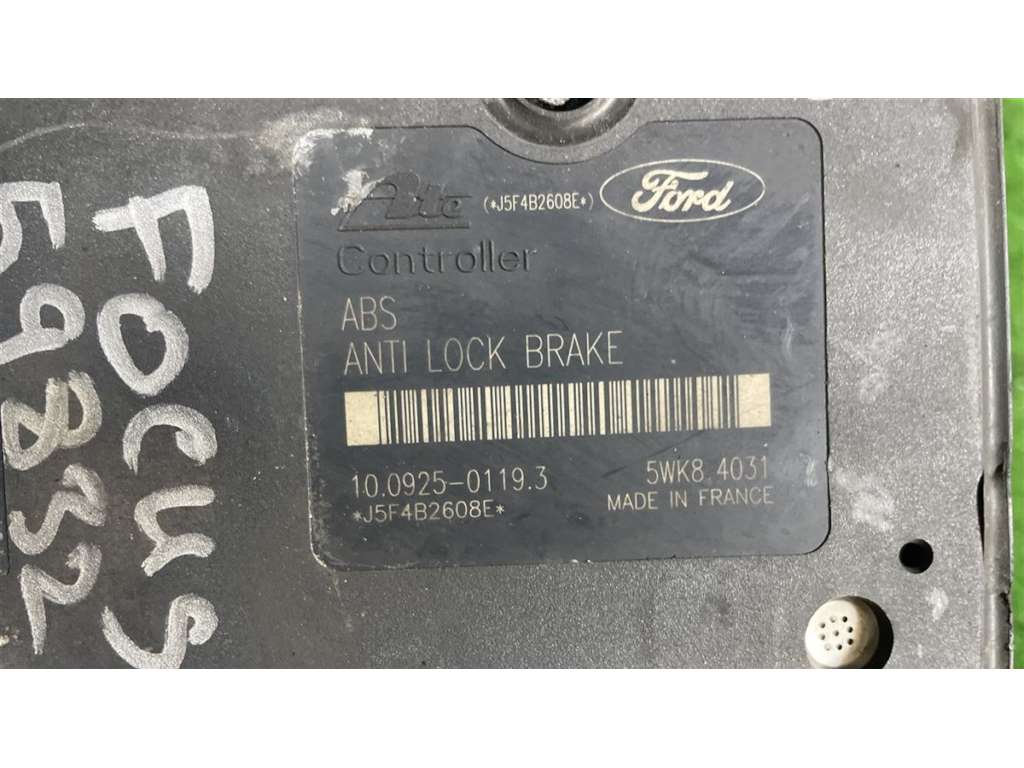 Ate (*J5F4B2608E*) Ford
Controller
ABS
ANTI LOCK BRAKE
10.0925-0119.3 5WK8 4031
*J5F4B2608E* MADE IN FRANCE
FOCUS
59832